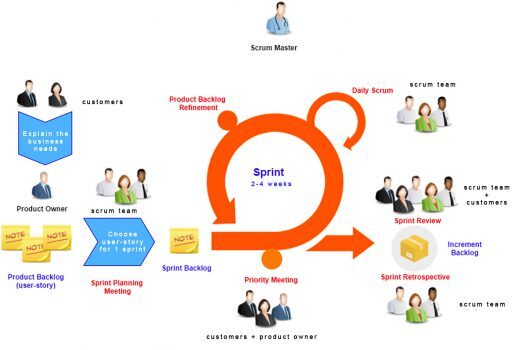 Scrum Master
customers
Explain the
business
needs
Product Owner
scrum team
NOTE
NOTE
NOTE
Product Backlog
(user-story)
Choose
user-story
for 1 sprint
Sprint Planning
Meeting
NOTE
Sprint Backlog
Product Backlog
Refinement
Sprint
2-4 weeks
Daily Scrum
scrum team
Priority Meeting
customers + product owner
scrum team
+
customers
Sprint Review
Increment
Backlog
Sprint Retrospective
scrum team